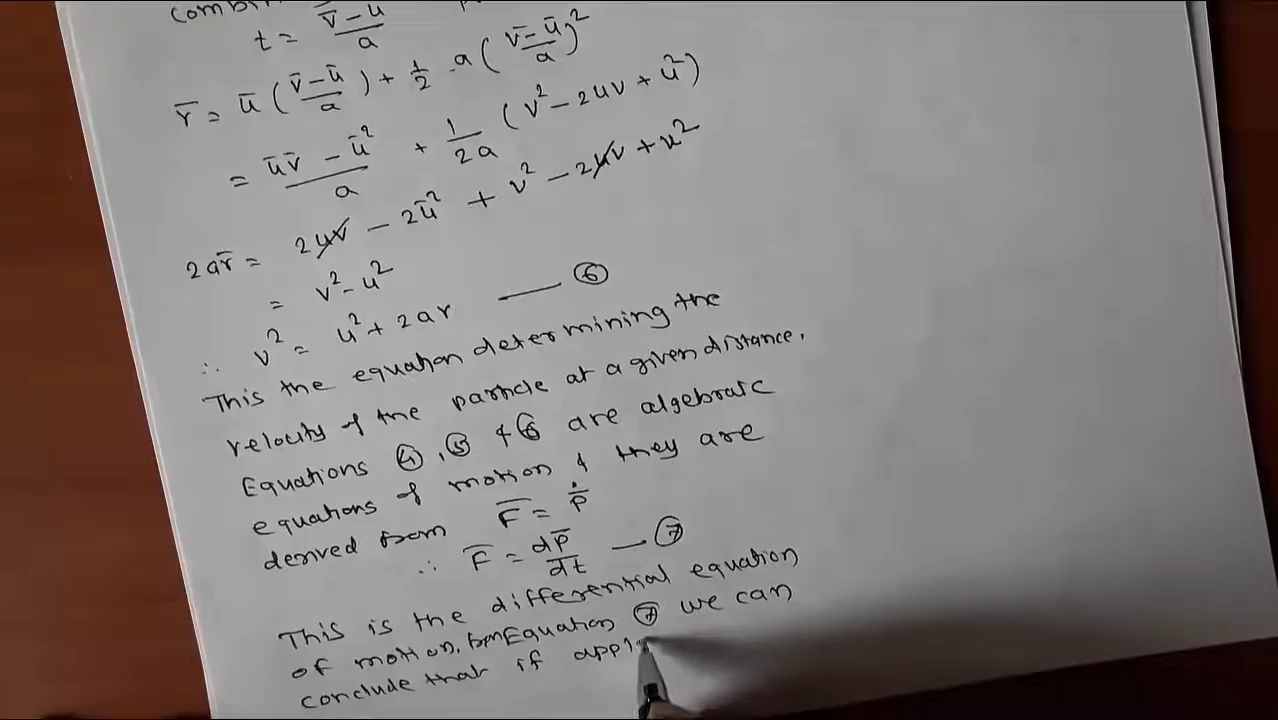 combin
t = v̄ - u / a
r̄ = ū ( v̄ - ū / a ) + 1/2 . a ( v̄ - ū / a )²
= ū v̄ - ū² / a + 1 / 2a ( v² - 2uv + ū² )
2ar̄ = 2uv - 2ū² + v² - 2uv + u²
= v² - u²
∴ v² = u² + 2ar — ⑥
This the equation determining the
velocity of the particle at a given distance.
Equations ④, ⑤ & ⑥ are algebraic
equations of motion & they are
derived from F̄ = ṗ̄
∴ F̄ = dp̄ / dt — ⑦
This is the differential equation
of motion. from Equation ⑦ we can
conclude that if appli